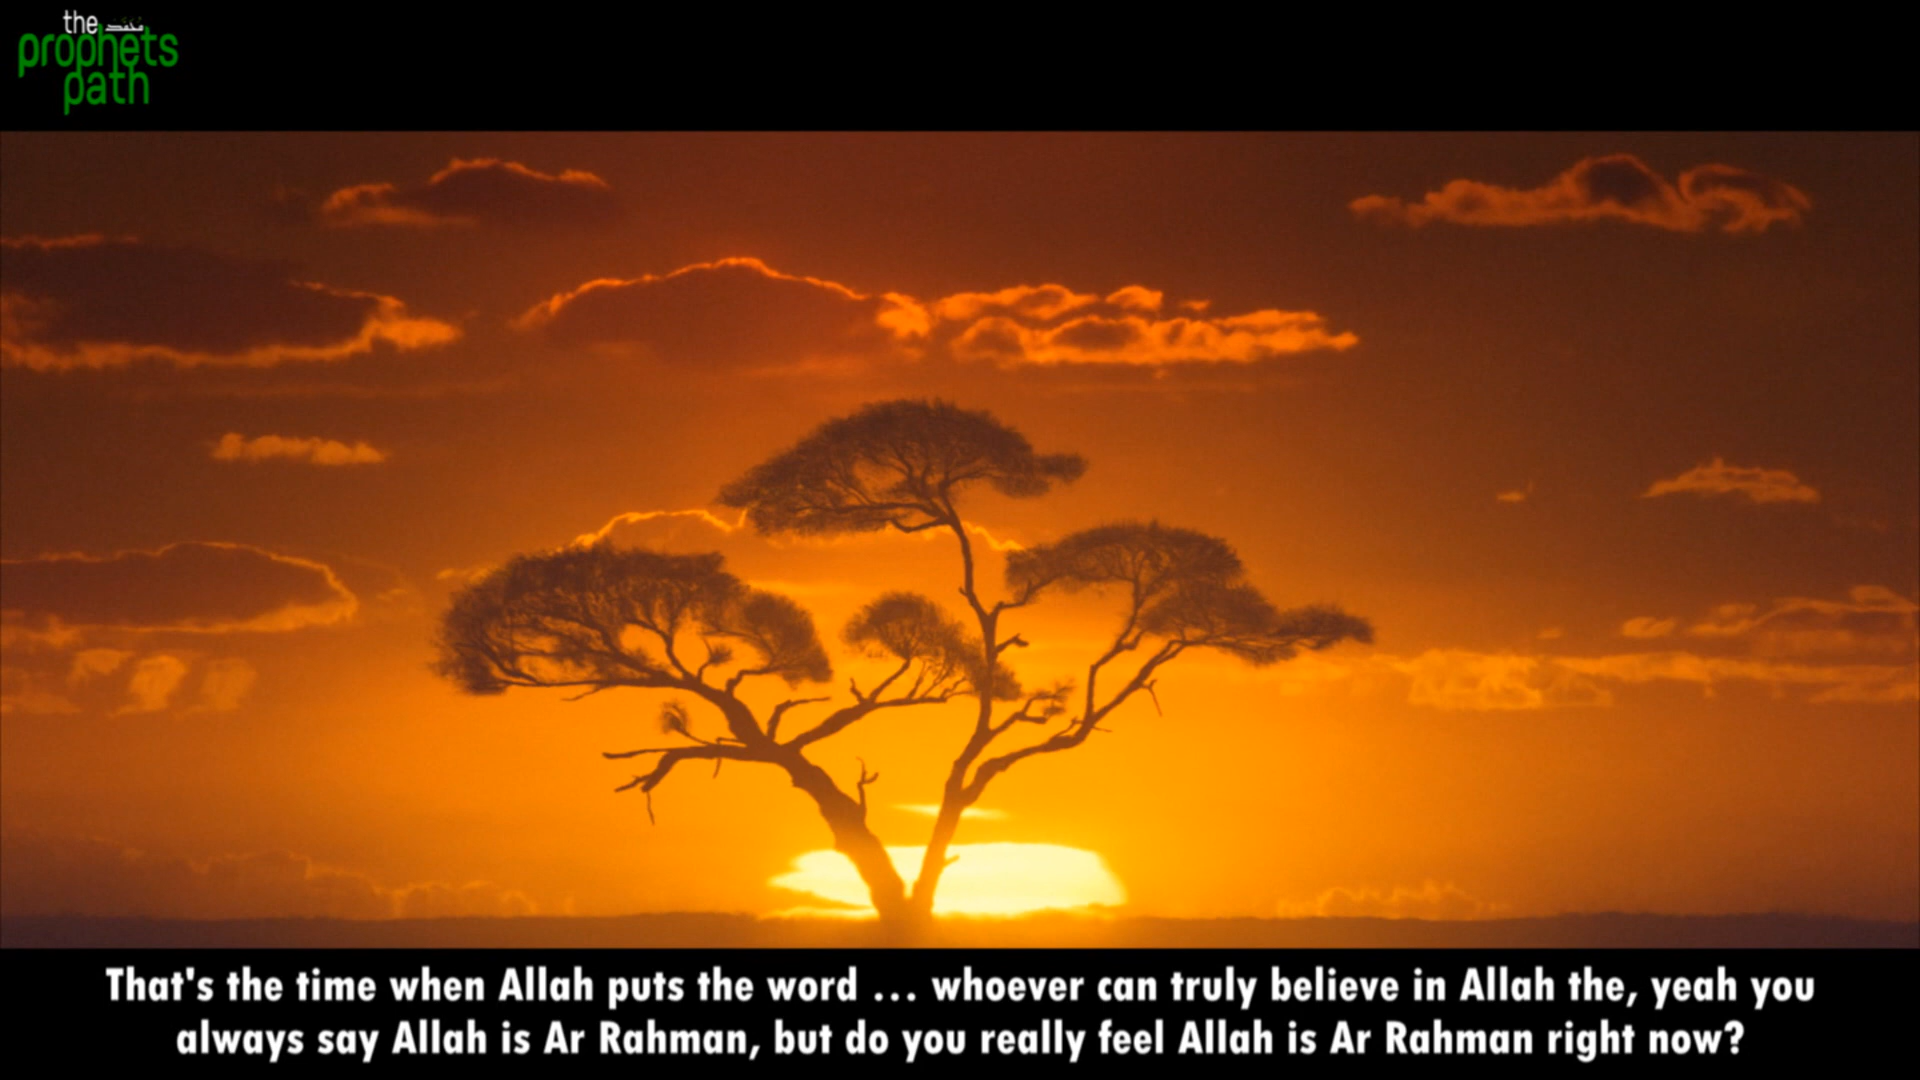 the محمد
prophets
path
That's the time when Allah puts the word ... whoever can truly believe in Allah the, yeah you
always say Allah is Ar Rahman, but do you really feel Allah is Ar Rahman right now?